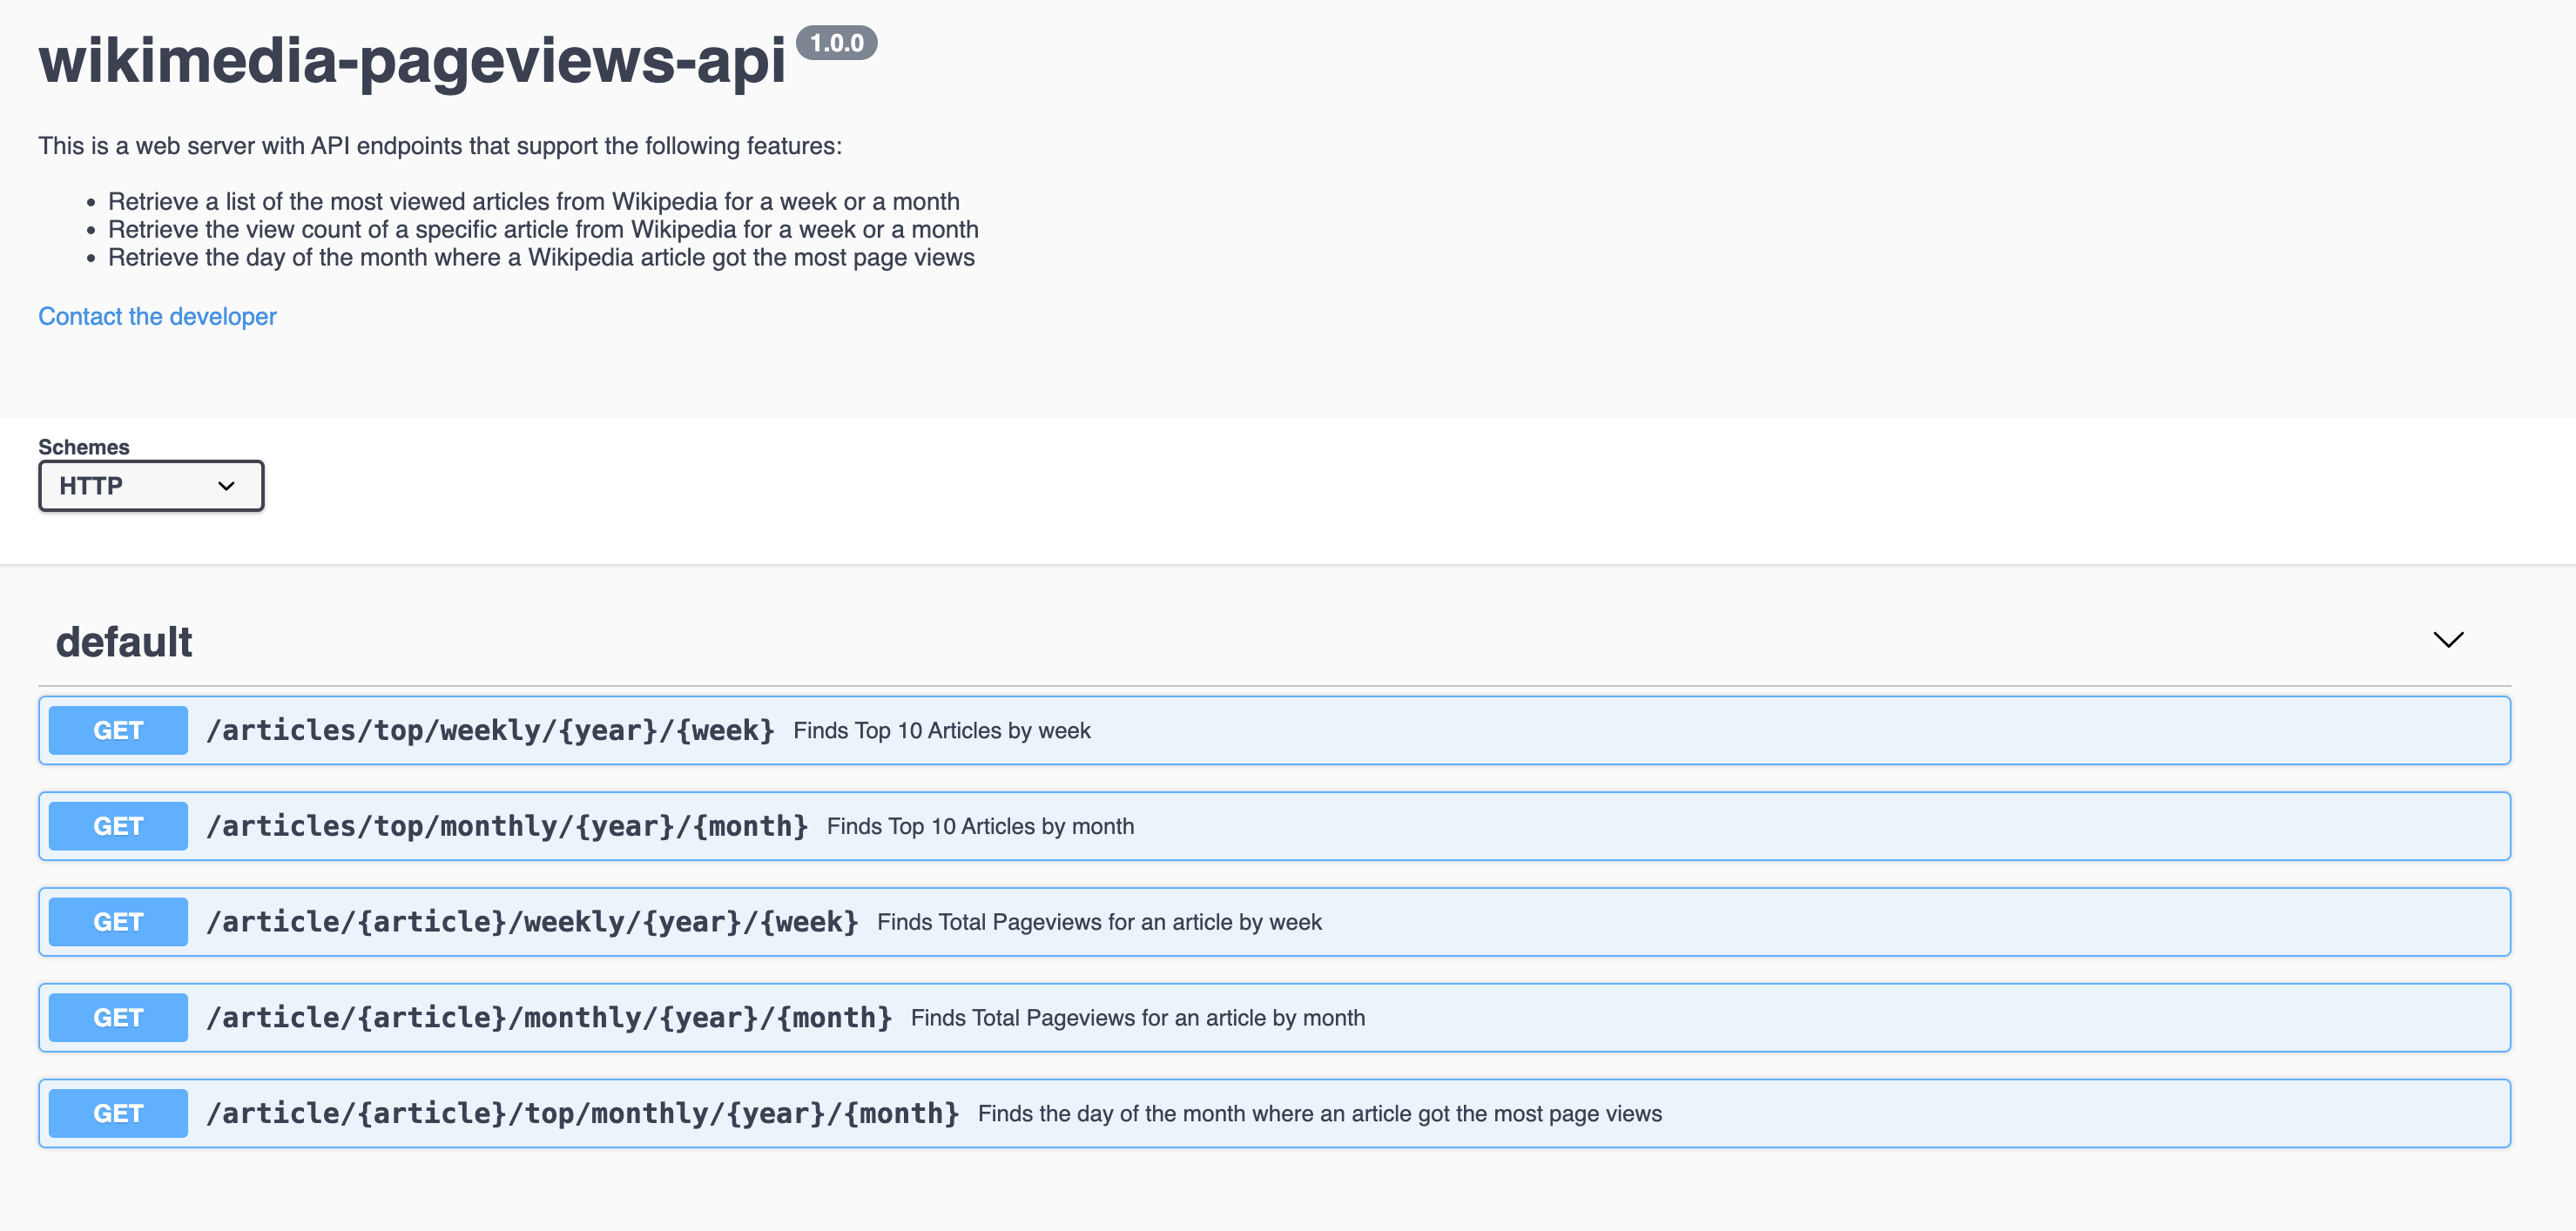 wikimedia-pageviews-api 1.0.0
This is a web server with API endpoints that support the following features:
Retrieve a list of the most viewed articles from Wikipedia for a week or a month
Retrieve the view count of a specific article from Wikipedia for a week or a month
Retrieve the day of the month where a Wikipedia article got the most page views
Contact the developer
Schemes
HTTP
default
GET /articles/top/weekly/{year}/{week} Finds Top 10 Articles by week
GET /articles/top/monthly/{year}/{month} Finds Top 10 Articles by month
GET /article/{article}/weekly/{year}/{week} Finds Total Pageviews for an article by week
GET /article/{article}/monthly/{year}/{month} Finds Total Pageviews for an article by month
GET /article/{article}/top/monthly/{year}/{month} Finds the day of the month where an article got the most page views